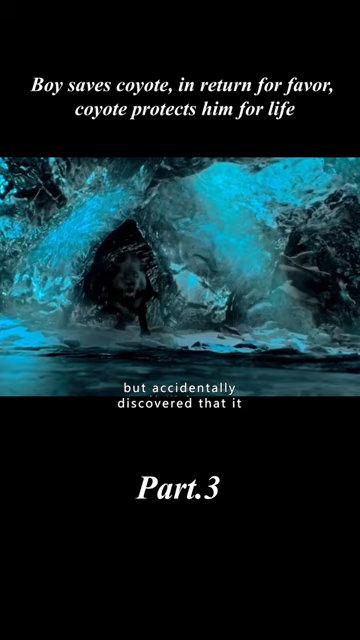 Boy saves coyote, in return for favor,
coyote protects him for life
but accidentally
discovered that it
Part.3